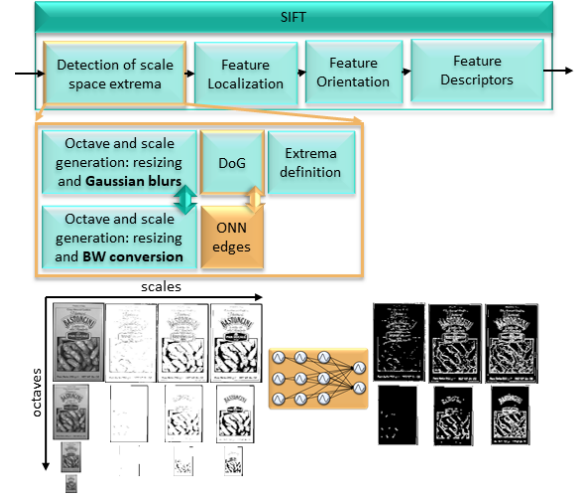 SIFT
Detection of scale
space extrema
Feature
Localization
Feature
Orientation
Feature
Descriptors
Octave and scale
generation: resizing
and Gaussian blurs
DoG
Extrema
definition
Octave and scale
generation: resizing
and BW conversion
ONN
edges
scales
octaves
BASTONCINI